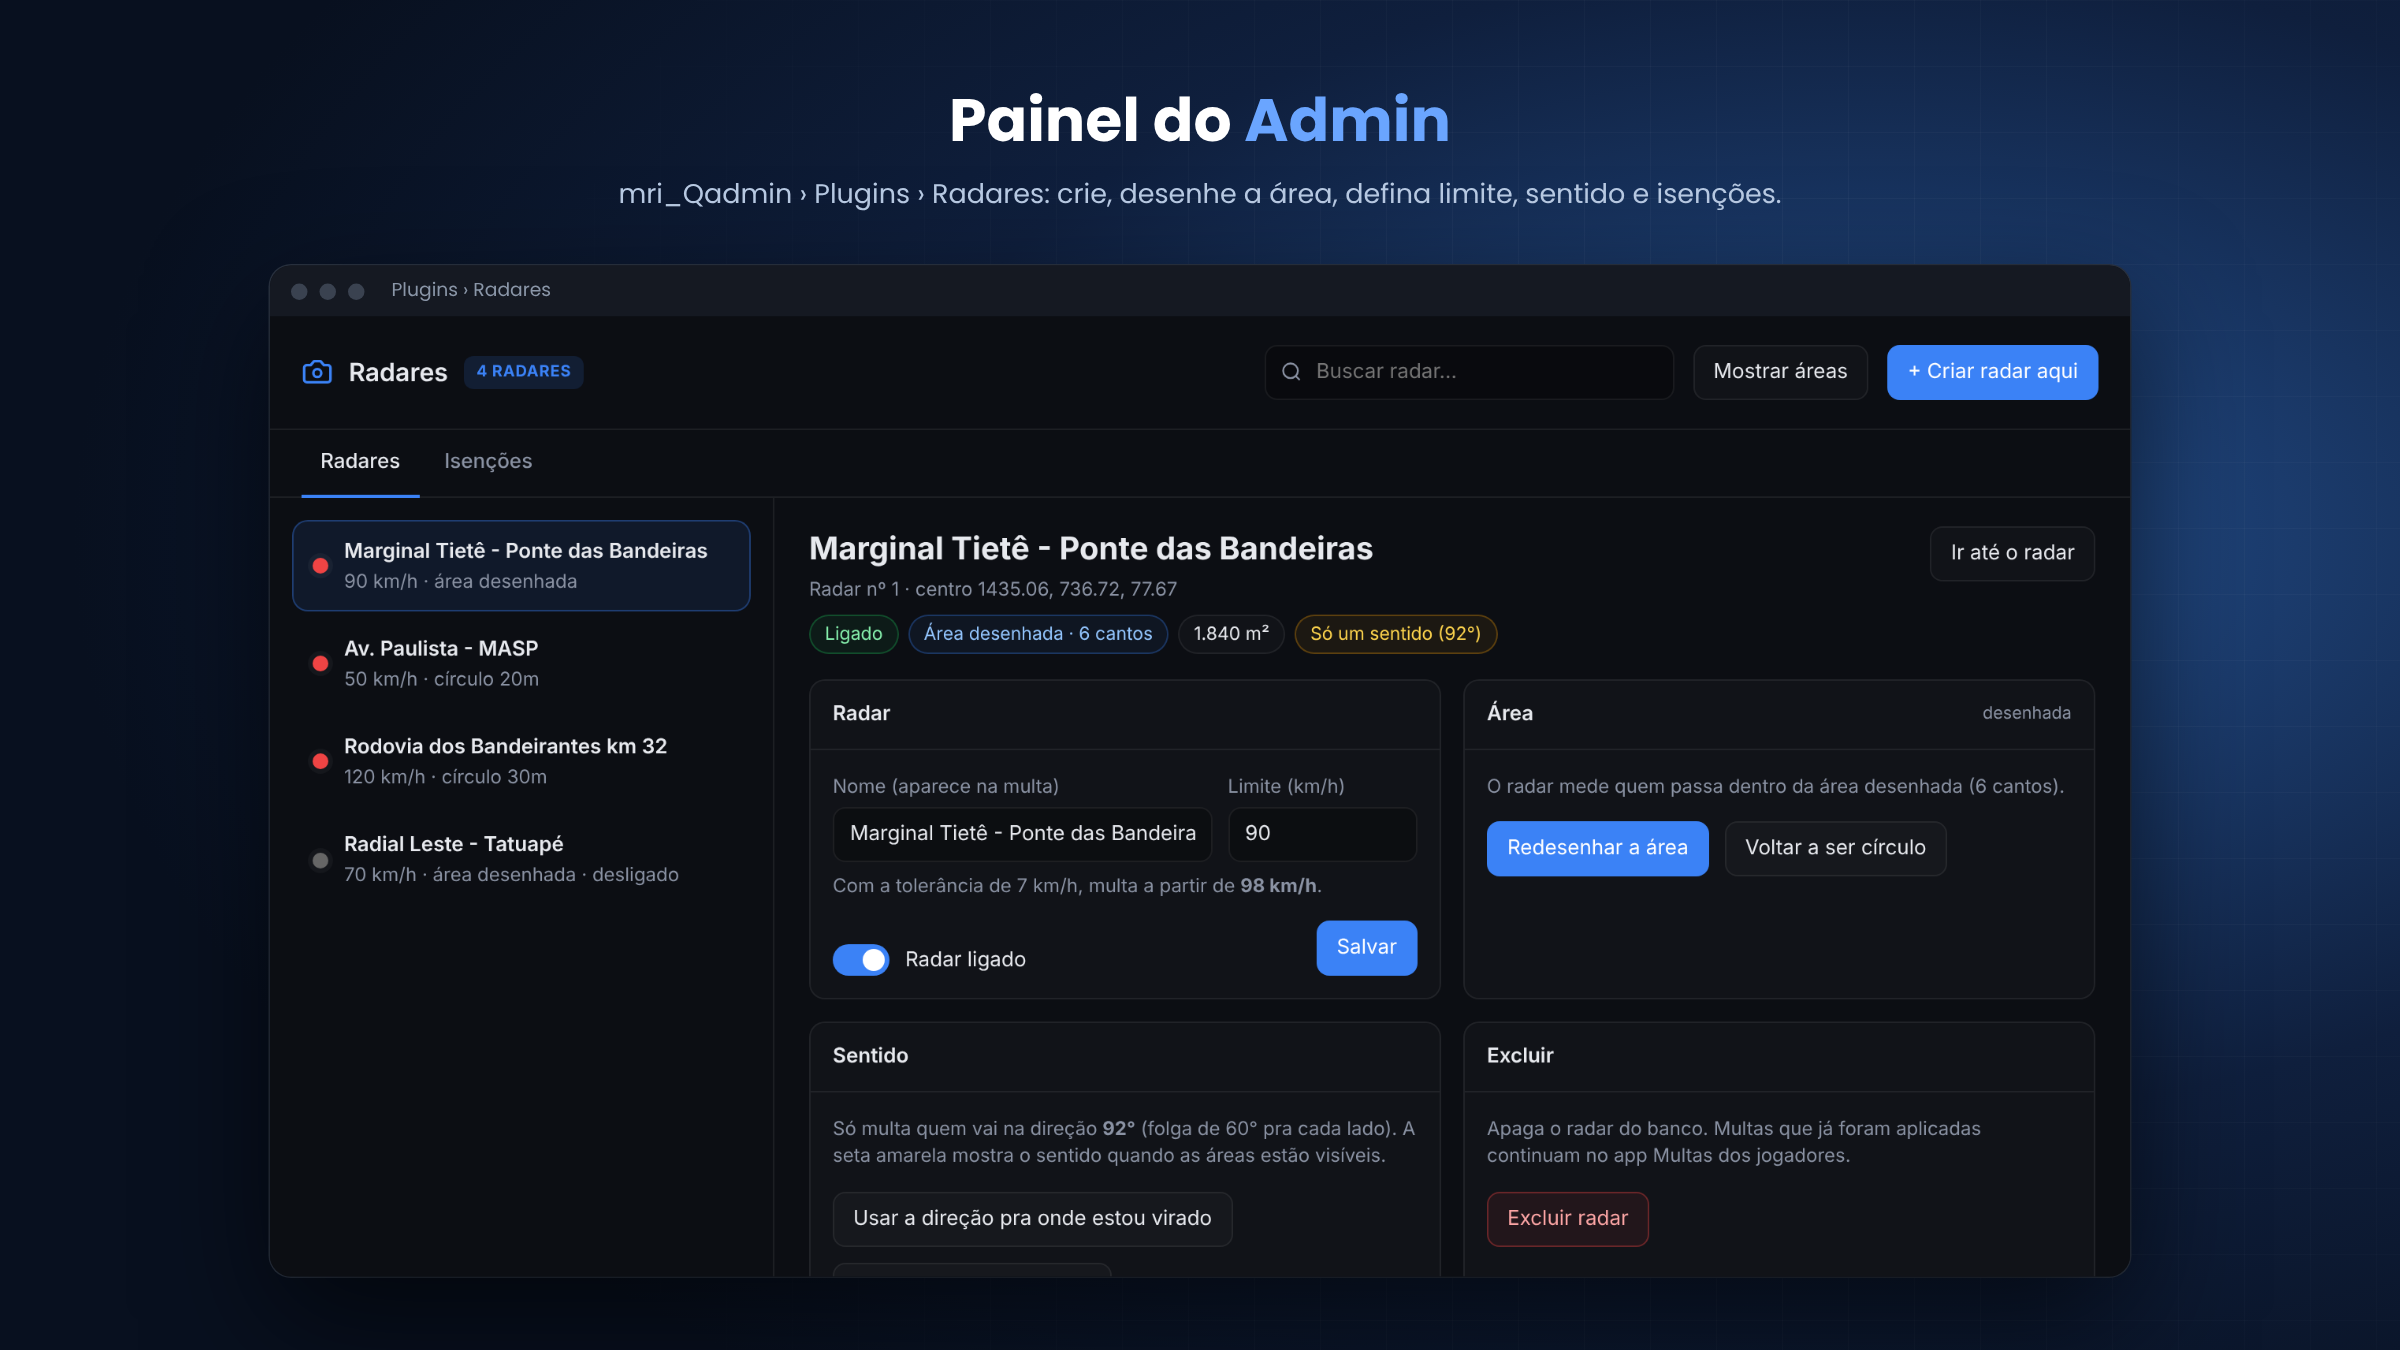 Painel do Admin
mri_Qadmin › Plugins › Radares: crie, desenhe a área, defina limite, sentido e isenções.
Plugins › Radares
Radares
4 RADARES
Buscar radar...
Mostrar áreas
+ Criar radar aqui
Radares
Isenções
Marginal Tietê - Ponte das Bandeiras
90 km/h · área desenhada
Av. Paulista - MASP
50 km/h · círculo 20m
Rodovia dos Bandeirantes km 32
120 km/h · círculo 30m
Radial Leste - Tatuapé
70 km/h · área desenhada · desligado
Marginal Tietê - Ponte das Bandeiras
Radar nº 1 · centro 1435.06, 736.72, 77.67
Ir até o radar
Ligado
Área desenhada · 6 cantos
1.840 m²
Só um sentido (92°)
Radar
Nome (aparece na multa)
Limite (km/h)
Marginal Tietê - Ponte das Bandeira
90
Com a tolerância de 7 km/h, multa a partir de 98 km/h.
Radar ligado
Salvar
Área
desenhada
O radar mede quem passa dentro da área desenhada (6 cantos).
Redesenhar a área
Voltar a ser círculo
Sentido
Só multa quem vai na direção 92° (folga de 60° pra cada lado). A
seta amarela mostra o sentido quando as áreas estão visíveis.
Usar a direção pra onde estou virado
Excluir
Apaga o radar do banco. Multas que já foram aplicadas
continuam no app Multas dos jogadores.
Excluir radar